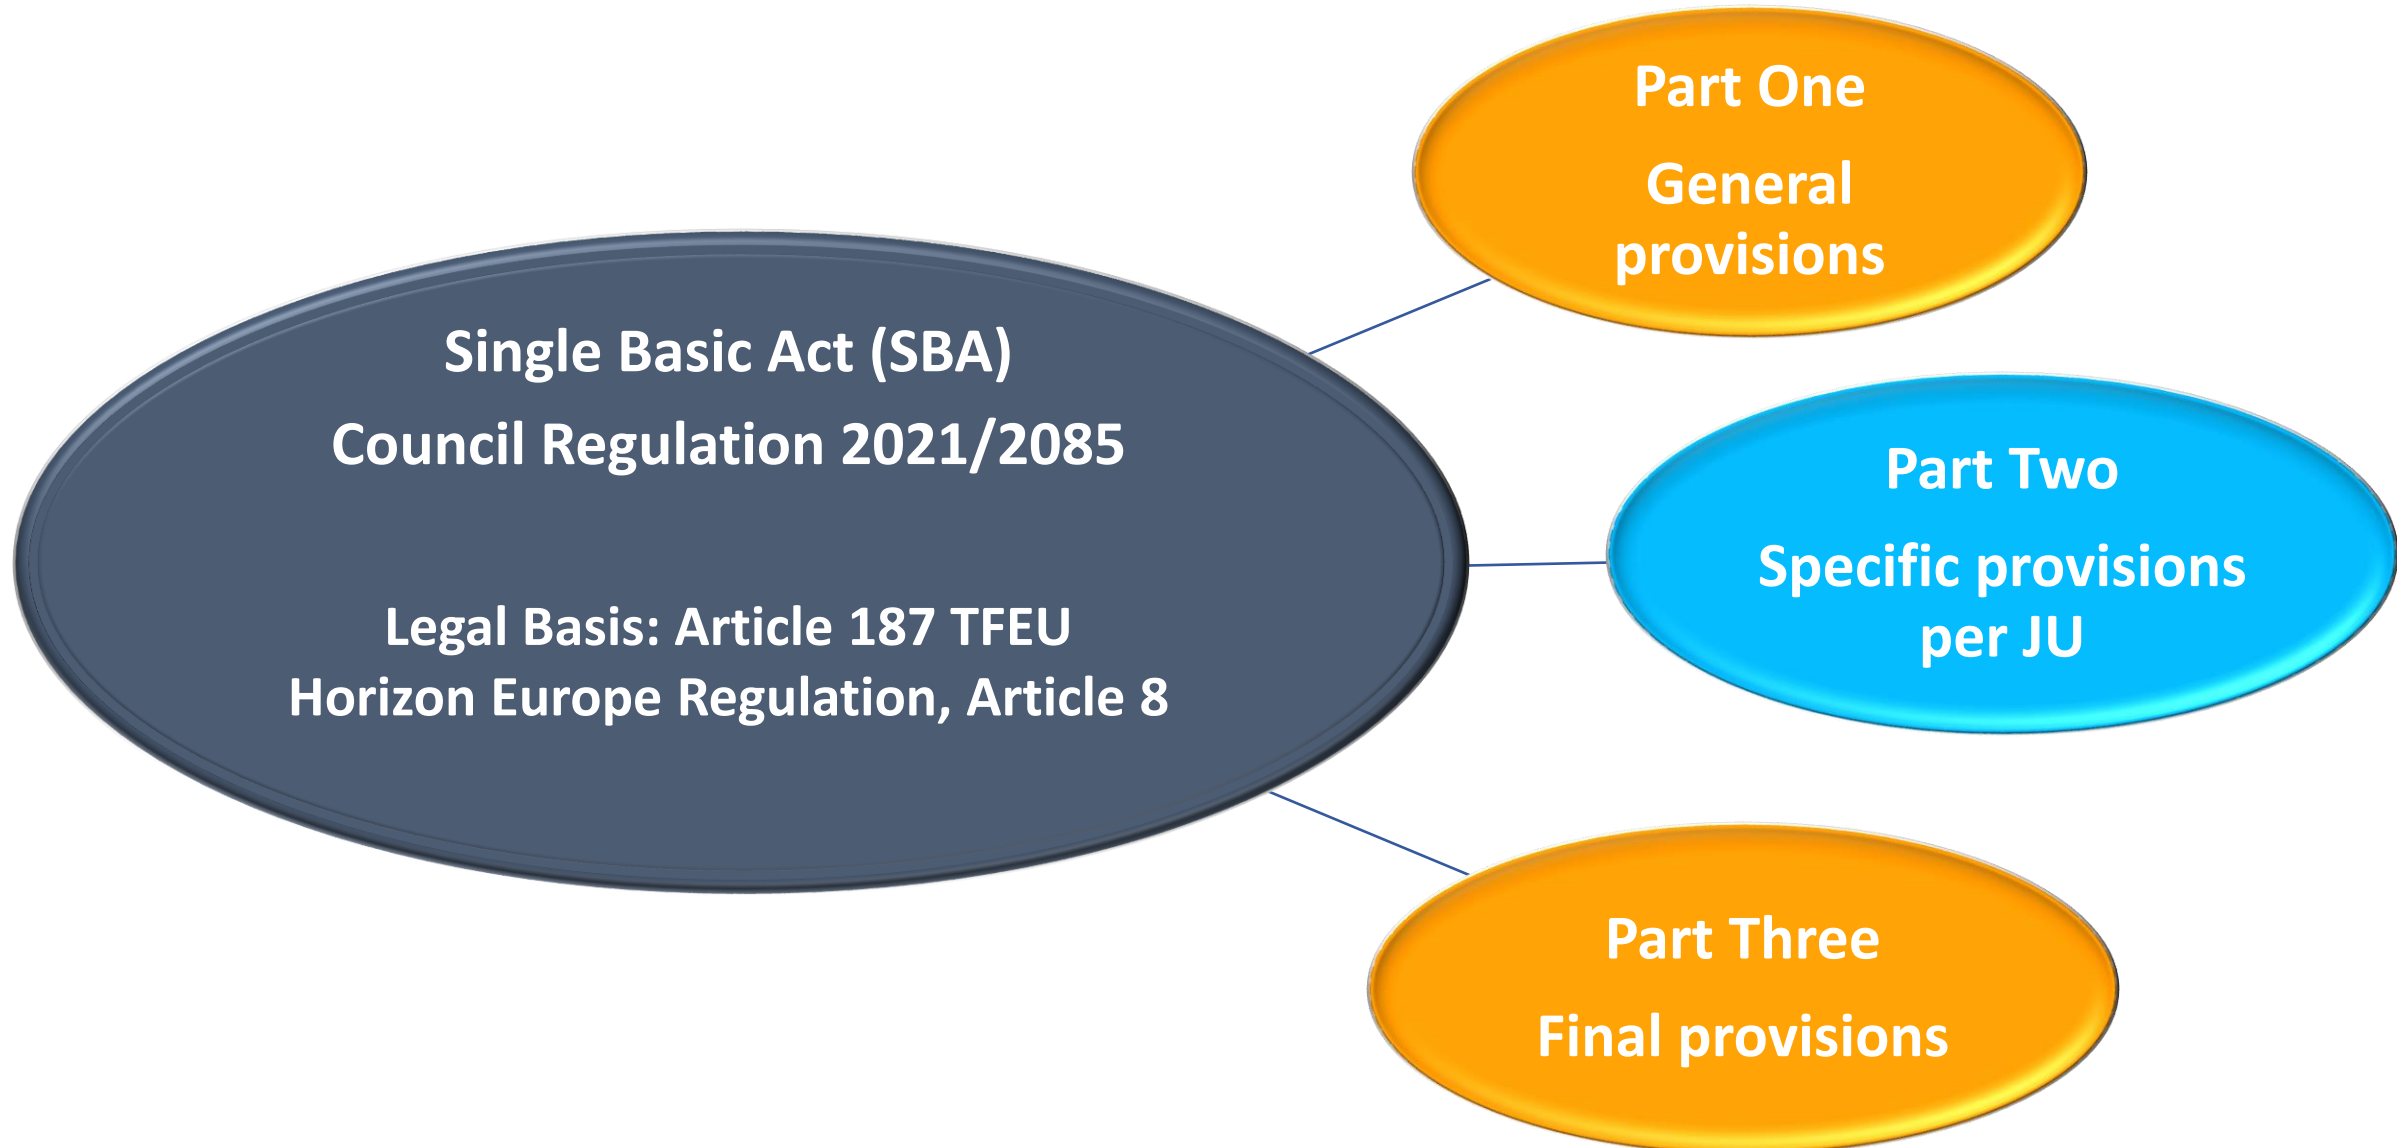 Single Basic Act (SBA)
Council Regulation 2021/2085
Legal Basis: Article 187 TFEU
Horizon Europe Regulation, Article 8
Part One
General
provisions
Part Two
Specific provisions
per JU
Part Three
Final provisions